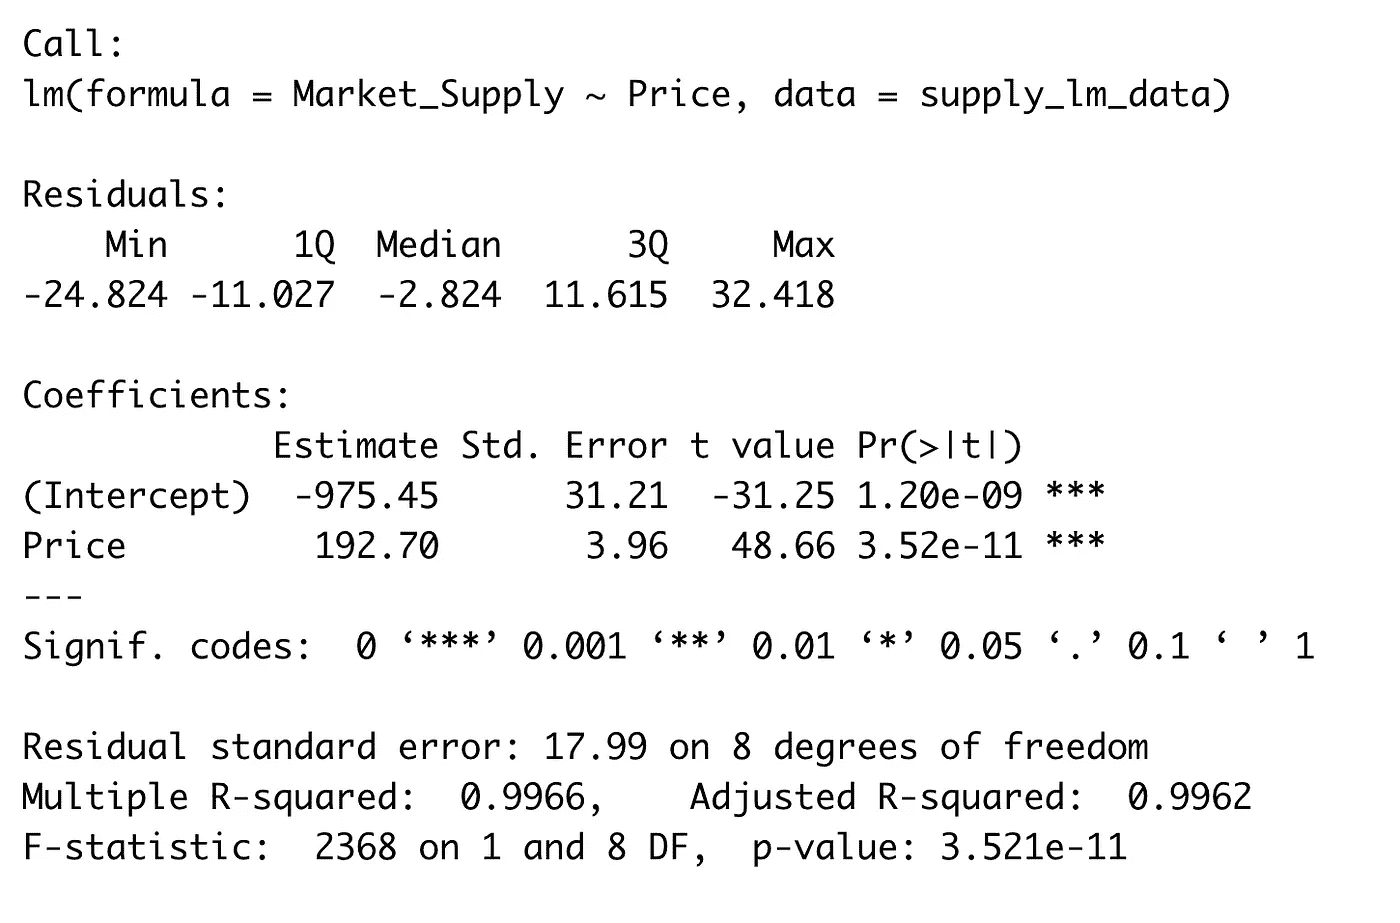 Call:
lm(formula = Market_Supply ~ Price, data = supply_lm_data)

Residuals:
    Min      1Q  Median      3Q     Max
-24.824 -11.027  -2.824  11.615  32.418

Coefficients:
            Estimate Std. Error t value Pr(>|t|)
(Intercept)  -975.45      31.21  -31.25 1.20e-09 ***
Price         192.70       3.96   48.66 3.52e-11 ***
---
Signif. codes:  0 ‘***’ 0.001 ‘**’ 0.01 ‘*’ 0.05 ‘.’ 0.1 ‘ ’ 1

Residual standard error: 17.99 on 8 degrees of freedom
Multiple R-squared:  0.9966,    Adjusted R-squared:  0.9962
F-statistic:  2368 on 1 and 8 DF,  p-value: 3.521e-11